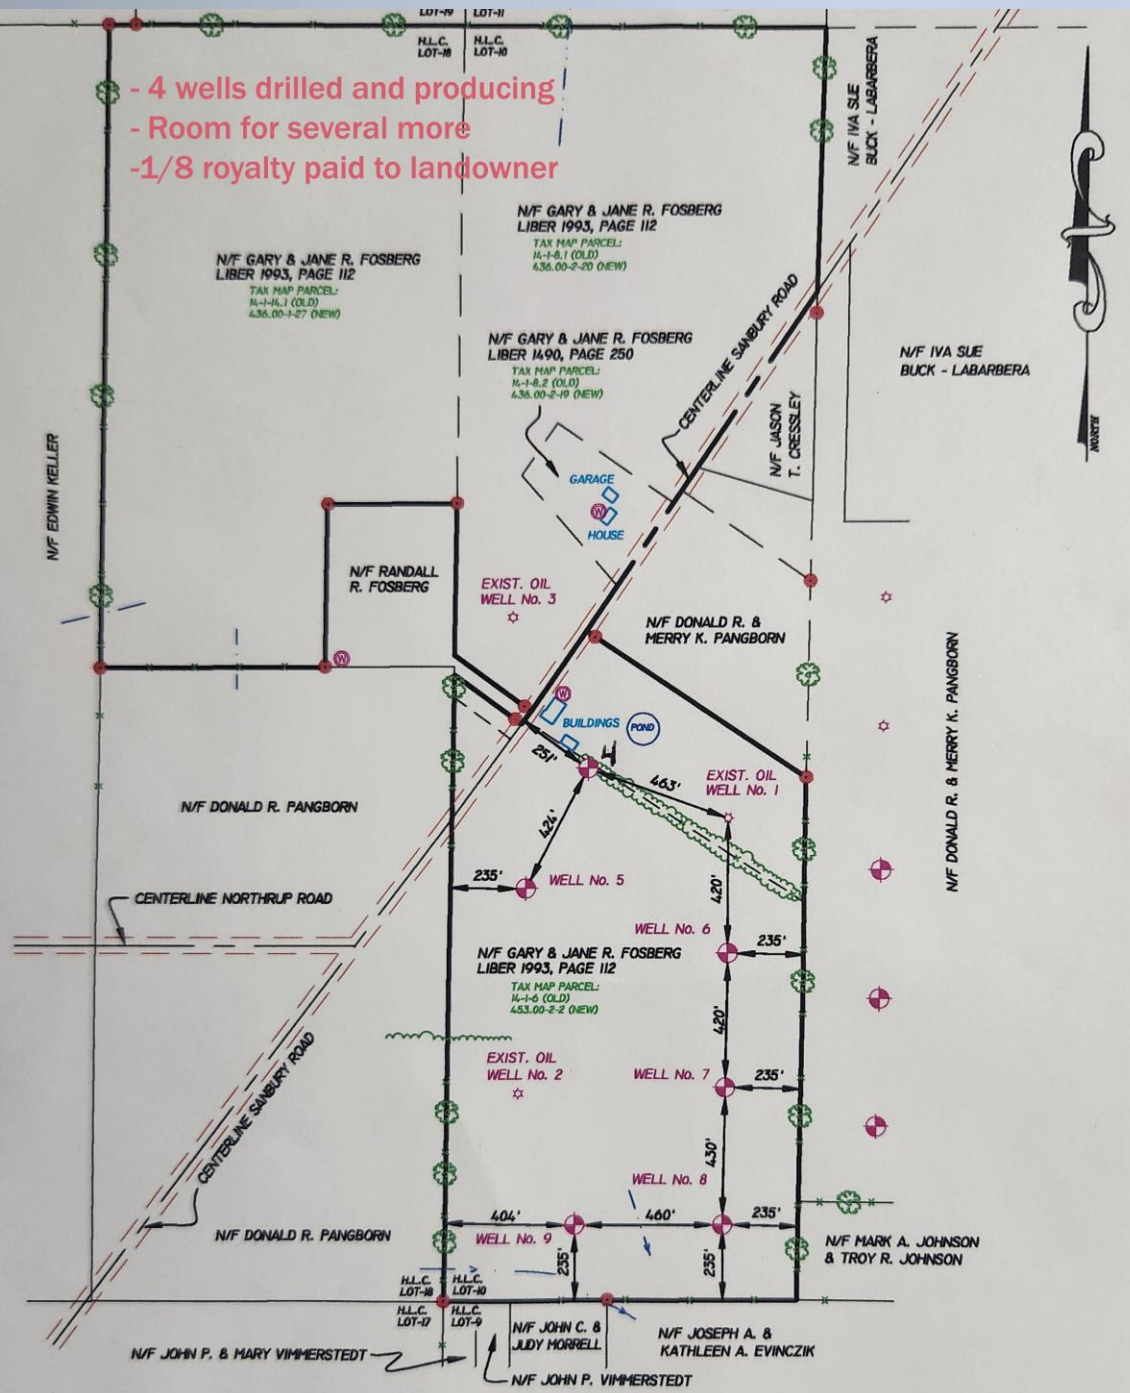 LOT-19
LOT-11
H.L.C.
LOT-18
H.L.C.
LOT-10
- 4 wells drilled and producing
- Room for several more
-1/8 royalty paid to landowner
N/F IVA SUE
BUCK - LABARBERA
N/F GARY & JANE R. FOSBERG
LIBER 1993, PAGE 112
TAX MAP PARCEL:
14-1-8.1 (OLD)
436.00-2-20 (NEW)
N/F GARY & JANE R. FOSBERG
LIBER 1993, PAGE 112
TAX MAP PARCEL:
14-1-14.1 (OLD)
436.00-1-27 (NEW)
N/F GARY & JANE R. FOSBERG
LIBER 1490, PAGE 250
TAX MAP PARCEL:
14-1-8.2 (OLD)
436.00-2-19 (NEW)
CENTERLINE SANBURY ROAD
N/F IVA SUE
BUCK - LABARBERA
N/F JASON
T. CRESSLEY
NORTH
N/F EDWIN KELLER
GARAGE
W
HOUSE
N/F RANDALL
R. FOSBERG
EXIST. OIL
WELL No. 3
N/F DONALD R. &
MERRY K. PANGBORN
W
W
BUILDINGS
POND
N/F DONALD R. & MERRY K. PANGBORN
251'
4
463'
EXIST. OIL
WELL No. 1
N/F DONALD R. PANGBORN
424'
235'
WELL No. 5
420'
CENTERLINE NORTHRUP ROAD
WELL No. 6
235'
N/F GARY & JANE R. FOSBERG
LIBER 1993, PAGE 112
TAX MAP PARCEL:
14-1-6 (OLD)
453.00-2-2 (NEW)
420'
EXIST. OIL
WELL No. 2
WELL No. 7
235'
CENTERLINE SANBURY ROAD
430'
WELL No. 8
404'
460'
235'
WELL No. 9
235'
235'
N/F DONALD R. PANGBORN
N/F MARK A. JOHNSON
& TROY R. JOHNSON
H.L.C.
LOT-18
H.L.C.
LOT-10
H.L.C.
LOT-17
H.L.C.
LOT-9
N/F JOHN C. &
JUDY MORRELL
N/F JOSEPH A. &
KATHLEEN A. EVINCZIK
N/F JOHN P. & MARY VIMMERSTEDT
N/F JOHN P. VIMMERSTEDT